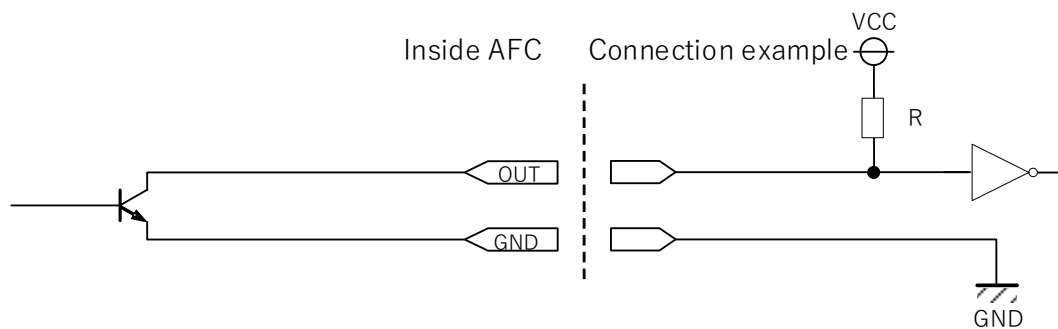 VCC
Inside AFC
Connection example
R
OUT
GND
GND